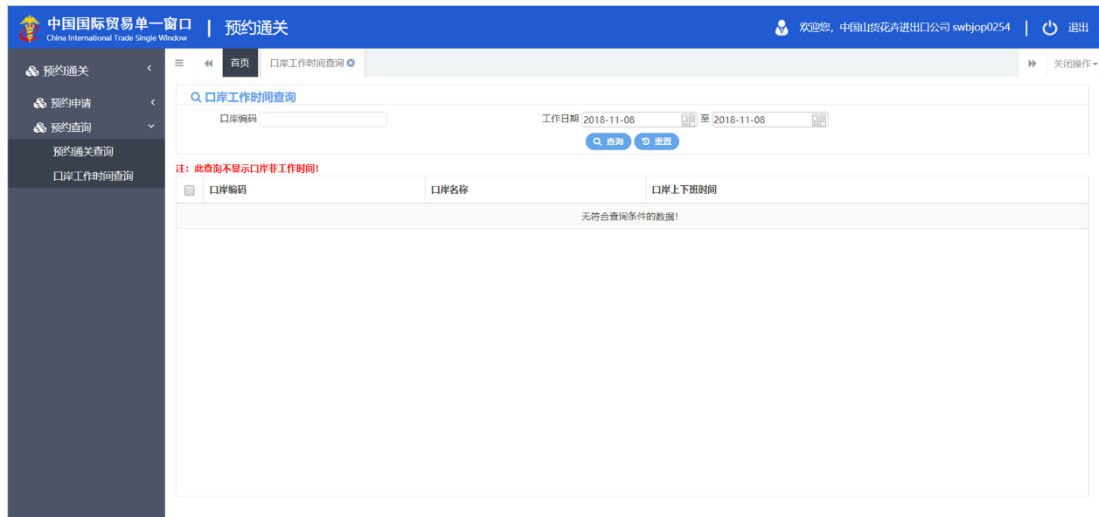 中国国际贸易单一窗口 | 预约通关
China International Trade Single Window
欢迎您，中国山货花卉进出口公司 swbjop0254 | 退出
预约通关
首页 口岸工作时间查询
关闭操作
预约申请
预约查询
预约通关查询
口岸工作时间查询
口岸工作时间查询
口岸编码
工作日期 2018-11-08 至 2018-11-08
查询 重置
注：此查询不显示口岸非工作时间！
口岸编码 口岸名称 口岸上下班时间
无符合查询条件的数据！